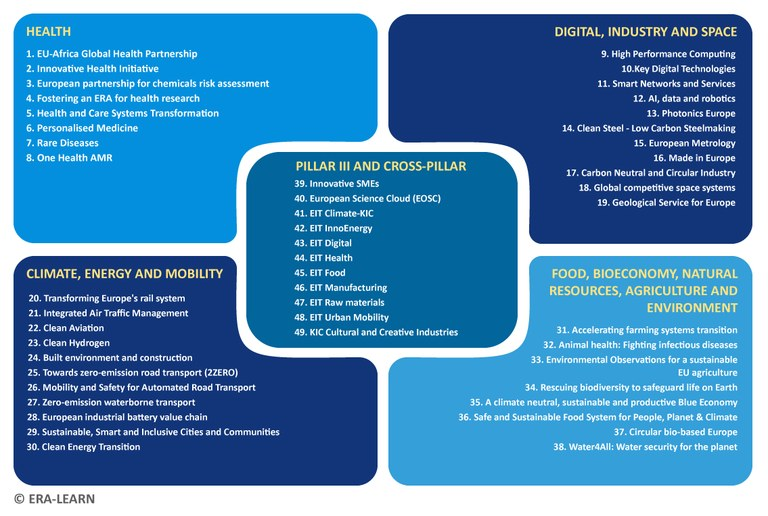 HEALTH
1. EU-Africa Global Health Partnership
2. Innovative Health Initiative
3. European partnership for chemicals risk assessment
4. Fostering an ERA for health research
5. Health and Care Systems Transformation
6. Personalised Medicine
7. Rare Diseases
8. One Health AMR
DIGITAL, INDUSTRY AND SPACE
9. High Performance Computing
10.Key Digital Technologies
11. Smart Networks and Services
12. AI, data and robotics
13. Photonics Europe
14. Clean Steel - Low Carbon Steelmaking
15. European Metrology
16. Made in Europe
17. Carbon Neutral and Circular Industry
18. Global competitive space systems
19. Geological Service for Europe
PILLAR III AND CROSS-PILLAR
39. Innovative SMEs
40. European Science Cloud (EOSC)
41. EIT Climate-KIC
42. EIT InnoEnergy
43. EIT Digital
44. EIT Health
45. EIT Food
46. EIT Manufacturing
47. EIT Raw materials
48. EIT Urban Mobility
49. KIC Cultural and Creative Industries
CLIMATE, ENERGY AND MOBILITY
20. Transforming Europe's rail system
21. Integrated Air Traffic Management
22. Clean Aviation
23. Clean Hydrogen
24. Built environment and construction
25. Towards zero-emission road transport (2ZERO)
26. Mobility and Safety for Automated Road Transport
27. Zero-emission waterborne transport
28. European industrial battery value chain
29. Sustainable, Smart and Inclusive Cities and Communities
30. Clean Energy Transition
FOOD, BIOECONOMY, NATURAL
RESOURCES, AGRICULTURE AND
ENVIRONMENT
31. Accelerating farming systems transition
32. Animal health: Fighting infectious diseases
33. Environmental Observations for a sustainable
EU agriculture
34. Rescuing biodiversity to safeguard life on Earth
35. A climate neutral, sustainable and productive Blue Economy
36. Safe and Sustainable Food System for People, Planet & Climate
37. Circular bio-based Europe
38. Water4All: Water security for the planet
© ERA-LEARN